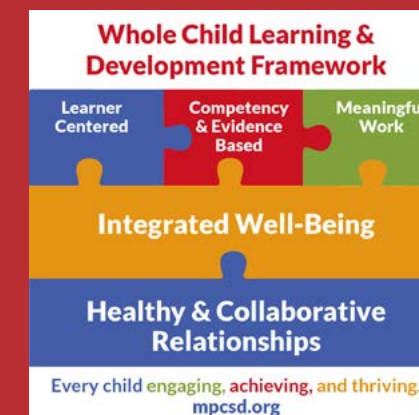 Whole Child Learning &
Development Framework
Learner
Centered
Competency
& Evidence
Based
Meaningfu
Work
Integrated Well-Being
Healthy & Collaborative
Relationships
Every child engaging, achieving, and thriving.
mpcsd.org